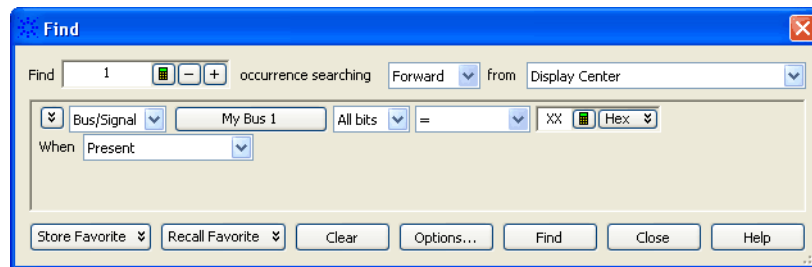 Find
Find 1 - + occurrence searching Forward from Display Center
Bus/Signal My Bus 1 All bits = XX Hex
When Present
Store Favorite Recall Favorite Clear Options... Find Close Help